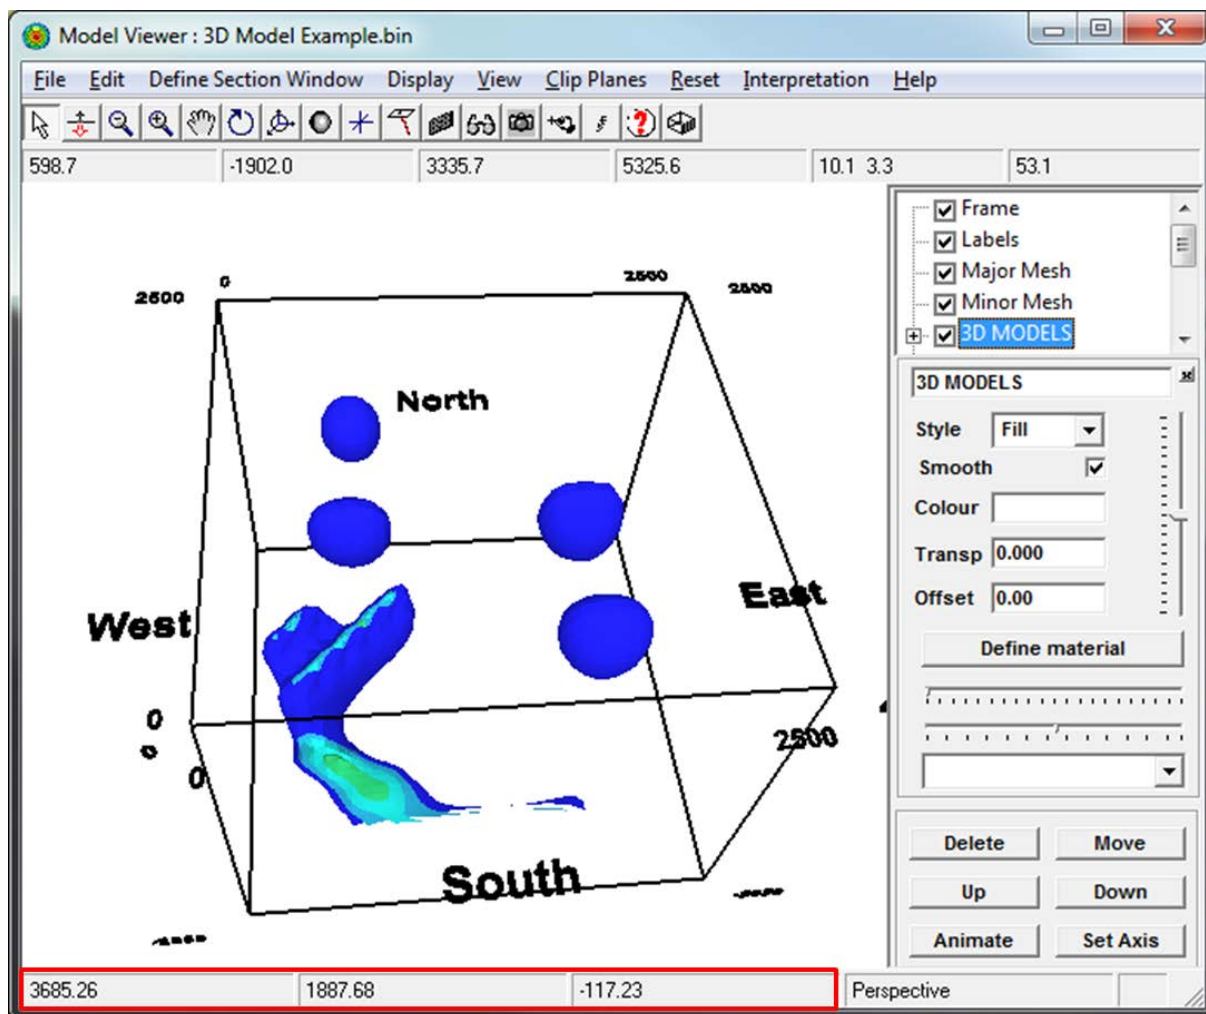 Model Viewer : 3D Model Example.bin
File Edit Define Section Window Display View Clip Planes Reset Interpretation Help
598.7 -1902.0 3335.7 5325.6 10.1 3.3 53.1
Frame
Labels
Major Mesh
Minor Mesh
3D MODELS
3D MODELS
Style Fill
Smooth
Colour
Transp 0.000
Offset 0.00
Define material
Delete Move
Up Down
Animate Set Axis
2500 0 2500 2500
North
West East
0
0
0 2500
South
3685.26 1887.68 -117.23 Perspective